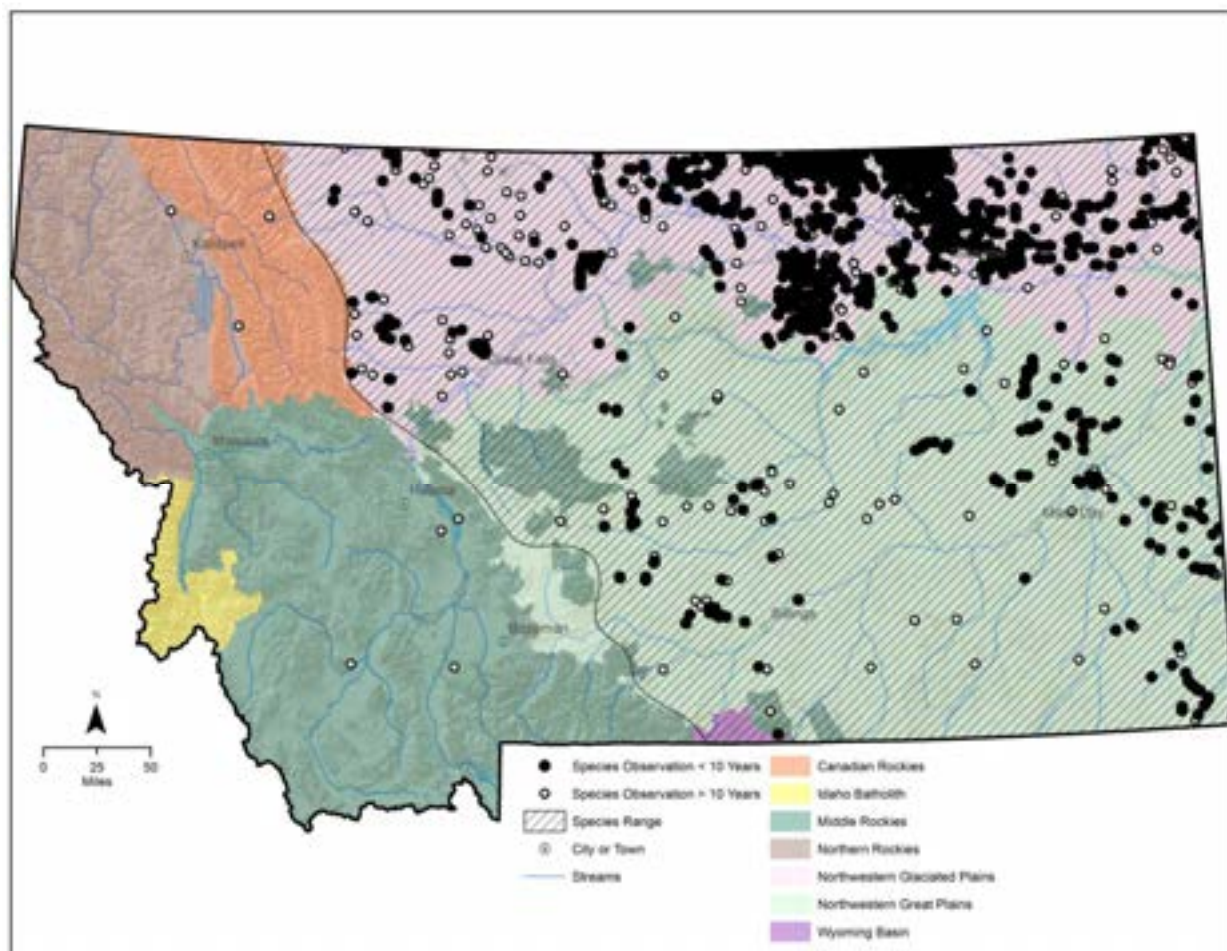 Kalispell
Great Falls
Missoula
Helena
Miles City
Bozeman
Billings
N
0 25 50
Miles
Species Observation < 10 Years
Species Observation > 10 Years
Species Range
City or Town
Streams
Canadian Rockies
Idaho Batholith
Middle Rockies
Northern Rockies
Northwestern Glaciated Plains
Northwestern Great Plains
Wyoming Basin